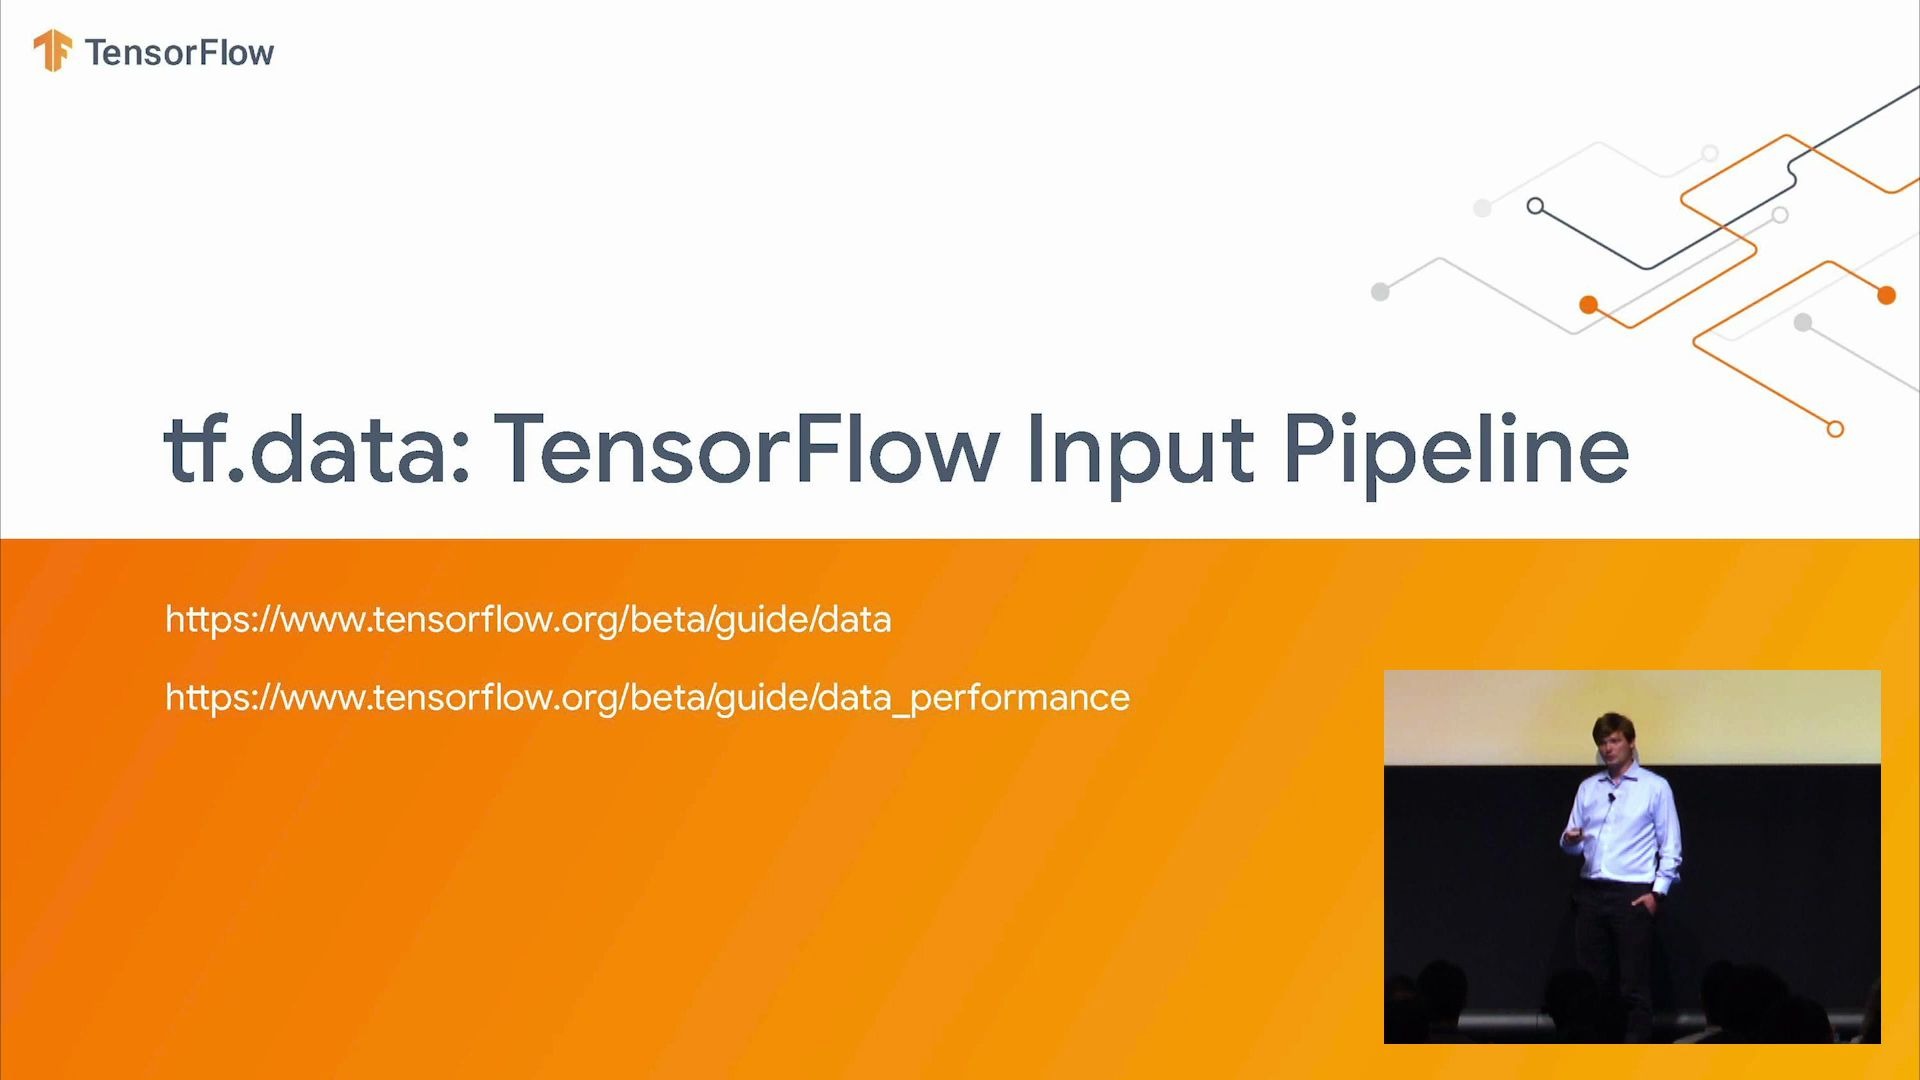 TensorFlow
tf.data: TensorFlow Input Pipeline
https://www.tensorflow.org/beta/guide/data
https://www.tensorflow.org/beta/guide/data_performance